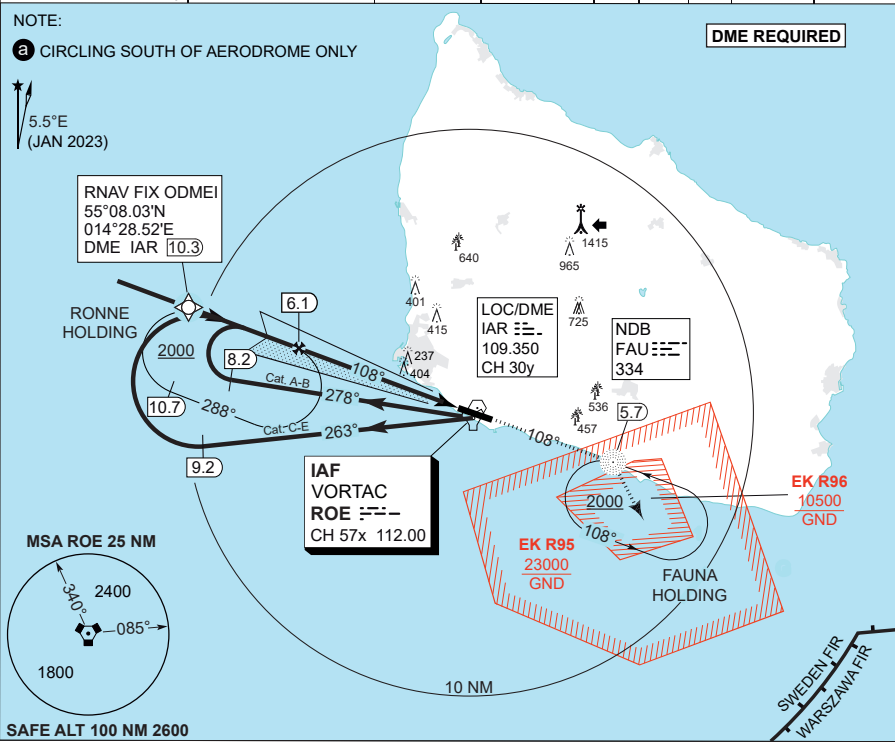 NOTE:
a CIRCLING SOUTH OF AERODROME ONLY
DME REQUIRED
5.5°E
(JAN 2023)
RNAV FIX ODMEI
55°08.03'N
014°28.52'E
DME IAR 10.3
RONNE
HOLDING
2000
6.1
8.2
108°
Cat. A-B
278°
10.7
288°
Cat. C-E
263°
9.2
640
1415
965
401
415
725
237
404
536
457
LOC/DME
IAR
109.350
CH 30y
NDB
FAU
334
5.7
108°
IAF
VORTAC
ROE
CH 57x 112.00
2000
108°
EK R96
10500
GND
EK R95
23000
GND
FAUNA
HOLDING
MSA ROE 25 NM
340°
2400
085°
1800
SAFE ALT 100 NM 2600
10 NM
SWEDEN FIR
WARSZAWA FIR